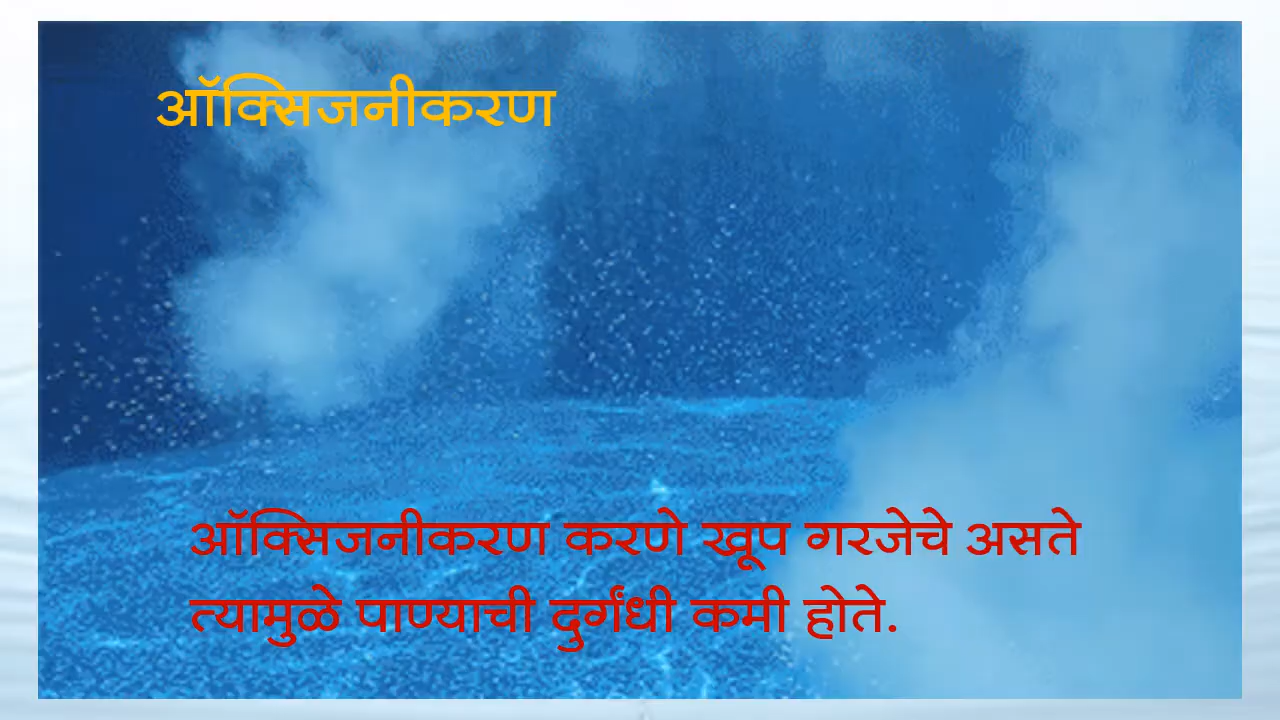 ऑक्सिजनीकरण
ऑक्सिजनीकरण करणे खूप गरजेचे असते
त्यामुळे पाण्याची दुर्गंधी कमी होते.